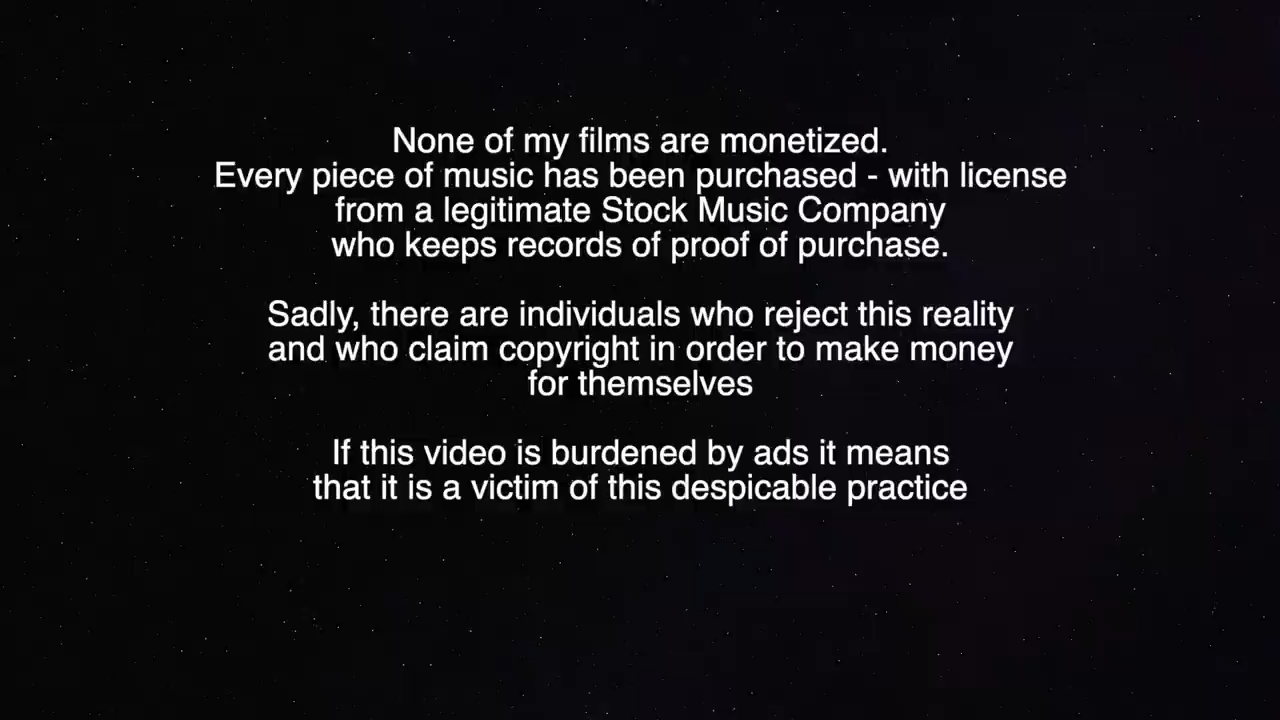 None of my films are monetized.
Every piece of music has been purchased - with license
from a legitimate Stock Music Company
who keeps records of proof of purchase.
Sadly, there are individuals who reject this reality
and who claim copyright in order to make money
for themselves
If this video is burdened by ads it means
that it is a victim of this despicable practice